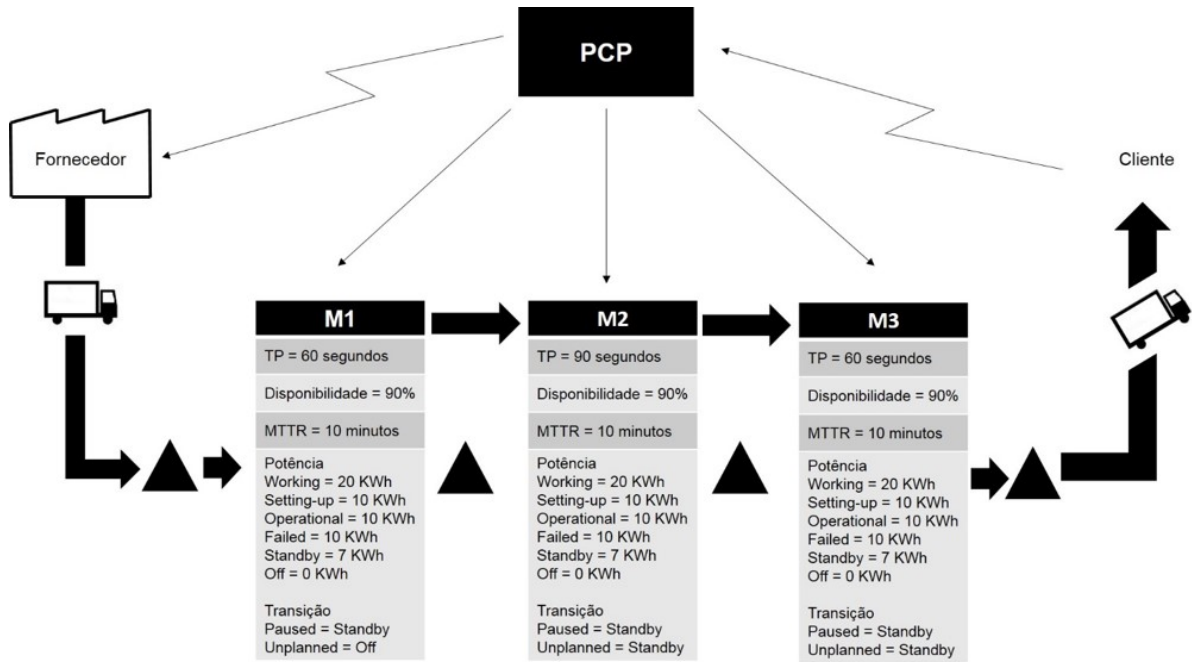 PCP
Fornecedor
Cliente
M1
TP = 60 segundos
Disponibilidade = 90%
MTTR = 10 minutos
Potência
Working = 20 KWh
Setting-up = 10 KWh
Operational = 10 KWh
Failed = 10 KWh
Standby = 7 KWh
Off = 0 KWh
Transição
Paused = Standby
Unplanned = Off
M2
TP = 90 segundos
Disponibilidade = 90%
MTTR = 10 minutos
Potência
Working = 20 KWh
Setting-up = 10 KWh
Operational = 10 KWh
Failed = 10 KWh
Standby = 7 KWh
Off = 0 KWh
Transição
Paused = Standby
Unplanned = Standby
M3
TP = 60 segundos
Disponibilidade = 90%
MTTR = 10 minutos
Potência
Working = 20 KWh
Setting-up = 10 KWh
Operational = 10 KWh
Failed = 10 KWh
Standby = 7 KWh
Off = 0 KWh
Transição
Paused = Standby
Unplanned = Standby